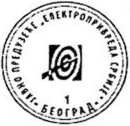 ЈАВНО ПРЕДУЗЕЋЕ „ЕЛЕКТРОПРИВРЕДА СРБИЈЕ"
1
БЕОГРАД